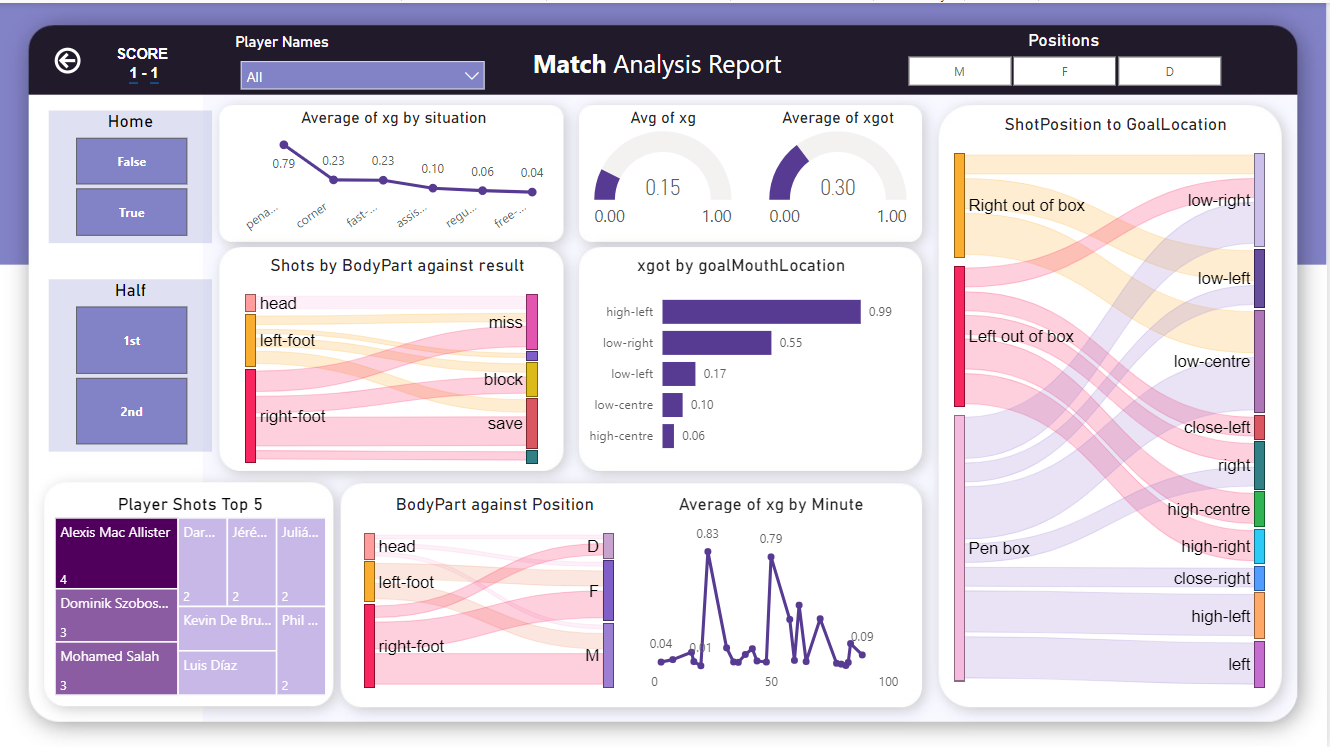 SCORE
1 - 1
Player Names
All
Match Analysis Report
Positions
M
F
D
Home
False
True
Half
1st
2nd
Average of xg by situation
0.79
0.23
0.23
0.10
0.06
0.04
pena...
corner
fast-...
assis...
regu...
free-...
Avg of xg
0.15
0.00
1.00
Average of xgot
0.30
0.00
1.00
Shots by BodyPart against result
head
left-foot
right-foot
miss
block
save
xgot by goalMouthLocation
high-left
0.99
low-right
0.55
low-left
0.17
low-centre
0.10
high-centre
0.06
ShotPosition to GoalLocation
Right out of box
Left out of box
Pen box
low-right
low-left
low-centre
close-left
right
high-centre
high-right
close-right
high-left
left
Player Shots Top 5
Alexis Mac Allister
4
Dominik Szobos...
3
Mohamed Salah
3
Dar...
2
Jéré...
2
Juliá...
2
Kevin De Bru...
Luis Díaz
Phil ...
2
BodyPart against Position
head
left-foot
right-foot
D
F
M
Average of xg by Minute
0.04
0.01
0.83
0.79
0.09
0
50
100